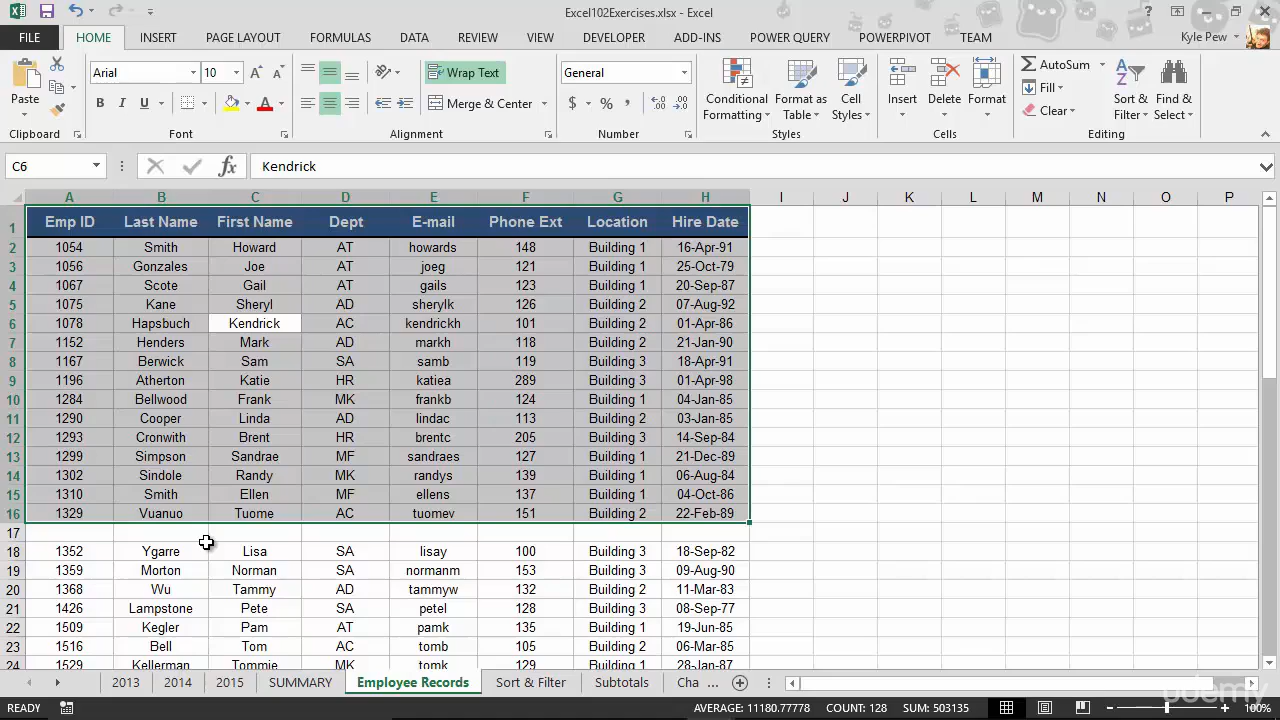 Excel102Exercises.xlsx - Excel
FILE HOME INSERT PAGE LAYOUT FORMULAS DATA REVIEW VIEW DEVELOPER ADD-INS POWER QUERY POWERPIVOT TEAM Kyle Pew
Paste Arial 10 Wrap Text General Conditional Formatting Format as Table Cell Styles Insert Delete Format AutoSum Sort & Filter Find & Select
B I U Merge & Center $ % , Fill
Clear
Clipboard Font Alignment Number Styles Cells Editing
C6 fx Kendrick
A B C D E F G H I J K L M N O P
1 Emp ID Last Name First Name Dept E-mail Phone Ext Location Hire Date
2 1054 Smith Howard AT howards 148 Building 1 16-Apr-91
3 1056 Gonzales Joe AT joeg 121 Building 1 25-Oct-79
4 1067 Scote Gail AT gails 123 Building 1 20-Sep-87
5 1075 Kane Sheryl AD sherylk 126 Building 2 07-Aug-92
6 1078 Hapsbuch Kendrick AC kendrickh 101 Building 2 01-Apr-86
7 1152 Henders Mark AD markh 118 Building 2 21-Jan-90
8 1167 Berwick Sam SA samb 119 Building 3 18-Apr-91
9 1196 Atherton Katie HR katiea 289 Building 3 01-Apr-98
10 1284 Bellwood Frank MK frankb 124 Building 1 04-Jan-85
11 1290 Cooper Linda AD lindac 113 Building 2 03-Jan-85
12 1293 Cronwith Brent HR brentc 205 Building 3 14-Sep-84
13 1299 Simpson Sandrae MF sandraes 127 Building 1 21-Dec-89
14 1302 Sindole Randy MK randys 139 Building 1 06-Aug-84
15 1310 Smith Ellen MF ellens 137 Building 1 04-Oct-86
16 1329 Vuanuo Tuome AC tuomev 151 Building 2 22-Feb-89
17
18 1352 Ygarre Lisa SA lisay 100 Building 3 18-Sep-82
19 1359 Morton Norman SA normanm 153 Building 3 09-Aug-90
20 1368 Wu Tammy AD tammyw 132 Building 2 11-Mar-83
21 1426 Lampstone Pete SA petel 128 Building 3 08-Sep-77
22 1509 Kegler Pam AT pamk 135 Building 1 19-Jun-85
23 1516 Bell Tom AC tomb 105 Building 2 06-Mar-85
24 1529 Kellerman Tommie MK tomk 129 Building 1 28-Jan-87
2013 2014 2015 SUMMARY Employee Records Sort & Filter Subtotals Cha ...
udemy
READY AVERAGE: 11180.77778 COUNT: 128 SUM: 503135 100%